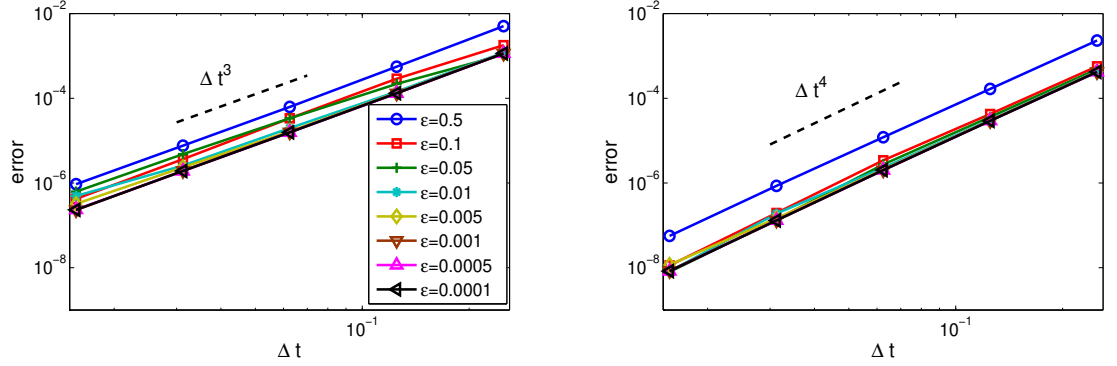 10⁻²
10⁻⁴
10⁻⁶
10⁻⁸
error
Δ t³
ε=0.5
ε=0.1
ε=0.05
ε=0.01
ε=0.005
ε=0.001
ε=0.0005
ε=0.0001
10⁻¹
Δ t
10⁻²
10⁻⁴
10⁻⁶
10⁻⁸
error
Δ t⁴
10⁻¹
Δ t